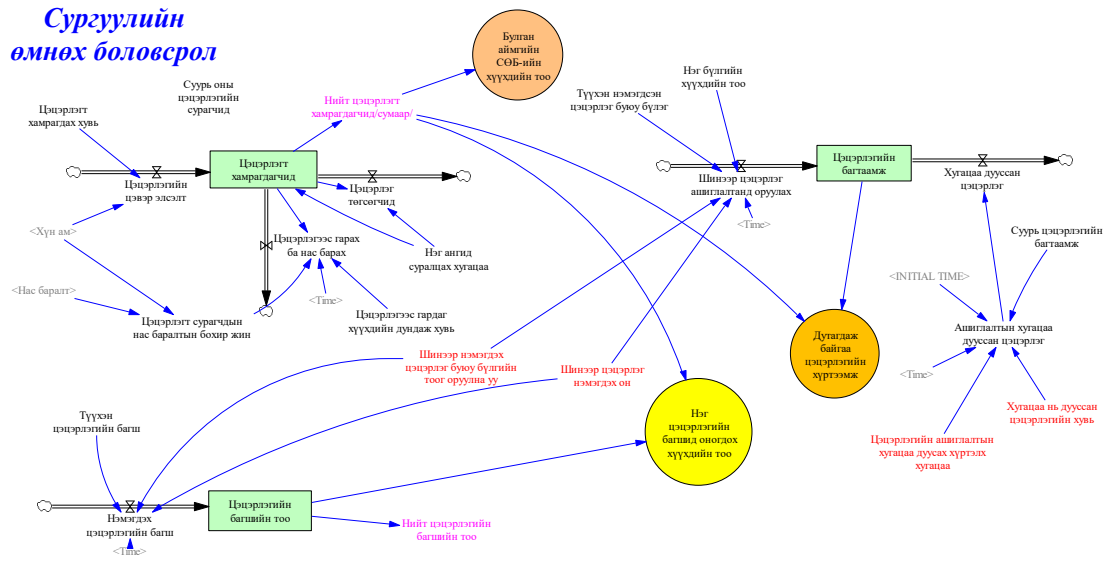 Сургуулийн
өмнөх боловсрол
Булган
аймгийн
СӨБ-ийн
хүүхдийн тоо
Суурь оны
цэцэрлэгийн
сурагчид
Цэцэрлэгт
хамрагдах хувь
Нийт цэцэрлэгт
хамрагдагчид/сумаар/
Түүхэн нэмэгдсэн
цэцэрлэг буюу бүлэг
Нэг бүлгийн
хүүхдийн тоо
Цэцэрлэгт
хамрагдагчид
Цэцэрлэгийн
цэвэр элсэлт
Цэцэрлэг
төгсөгчид
Шинээр цэцэрлэг
ашиглалтанд оруулах
Цэцэрлэгийн
багтаамж
Хугацаа дууссан
цэцэрлэг
<Хүн ам>
Цэцэрлэгээс гарах
ба нас барах
Нэг ангид
суралцах хугацаа
<Time>
Суурь цэцэрлэгийн
багтаамж
<Нас баралт>
<Time>
<INITIAL TIME>
Цэцэрлэгт сурагчдын
нас баралтын бохир жин
Цэцэрлэгээс гардаг
хүүхдийн дундаж хувь
Ашиглалтын хугацаа
дууссан цэцэрлэг
Шинээр нэмэгдэх
цэцэрлэг буюу бүлгийн
тоог оруулна уу
Шинээр цэцэрлэг
нэмэгдэх он
Дутагдаж
байгаа
цэцэрлэгийн
хүртээмж
<Time>
Түүхэн
цэцэрлэгийн багш
Нэг
цэцэрлэгийн
багшид оногдох
хүүхдийн тоо
Хугацаа нь дууссан
цэцэрлэгийн хувь
Цэцэрлэгийн ашиглалтын
хугацаа дуусах хүртэлх
хугацаа
Нэмэгдэх
цэцэрлэгийн багш
Цэцэрлэгийн
багшийн тоо
Нийт цэцэрлэгийн
багшийн тоо
<Time>